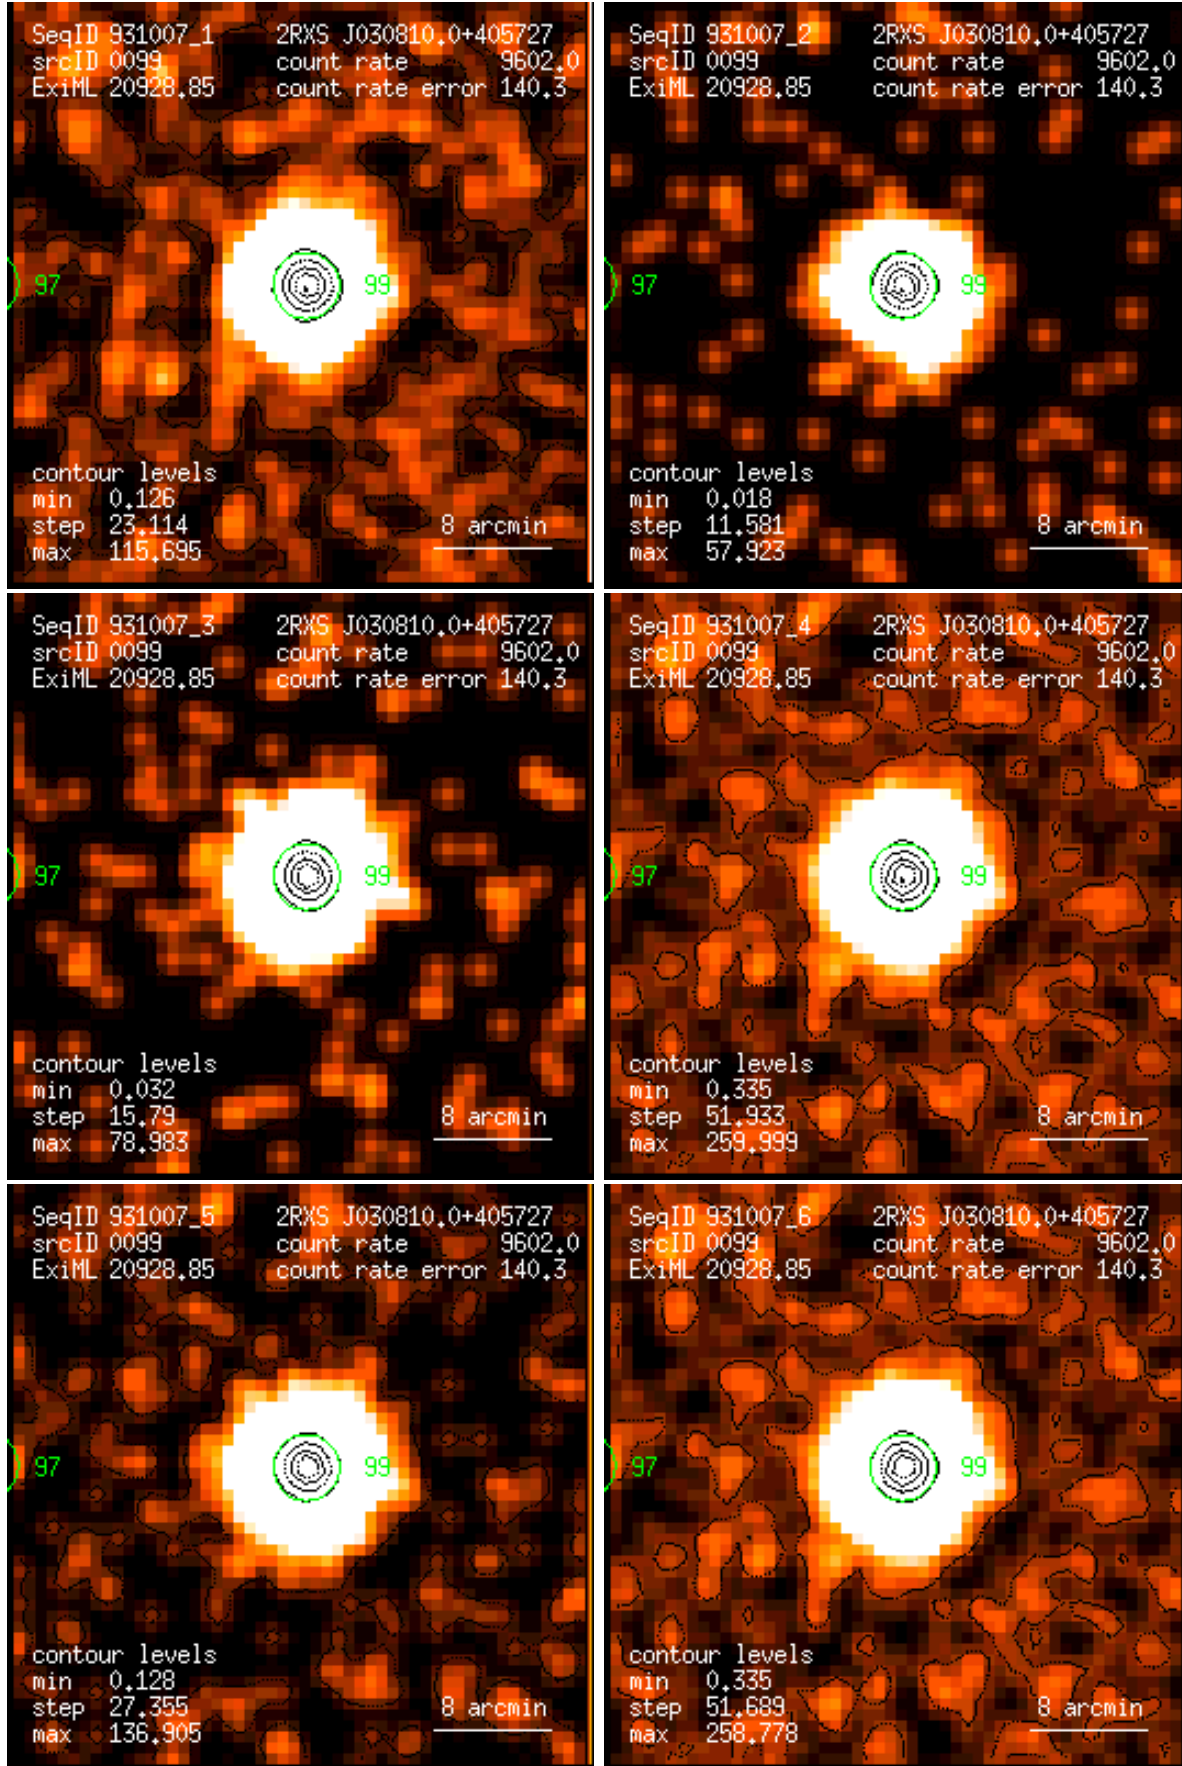 SeqID 931007_1 2RXS J030810.0+405727
srcID 0099 count rate 9602.0
ExiML 20928.85 count rate error 140.3
97 99
contour levels
min 0.126
step 23.114 8 arcmin
max 115.695
SeqID 931007_2 2RXS J030810.0+405727
srcID 0099 count rate 9602.0
ExiML 20928.85 count rate error 140.3
97 99
contour levels
min 0.018
step 11.581 8 arcmin
max 57.923
SeqID 931007_3 2RXS J030810.0+405727
srcID 0099 count rate 9602.0
ExiML 20928.85 count rate error 140.3
97 99
contour levels
min 0.032
step 15.79 8 arcmin
max 78.983
SeqID 931007_4 2RXS J030810.0+405727
srcID 0099 count rate 9602.0
ExiML 20928.85 count rate error 140.3
97 99
contour levels
min 0.335
step 51.933 8 arcmin
max 259.999
SeqID 931007_5 2RXS J030810.0+405727
srcID 0099 count rate 9602.0
ExiML 20928.85 count rate error 140.3
97 99
contour levels
min 0.128
step 27.355 8 arcmin
max 136.905
SeqID 931007_6 2RXS J030810.0+405727
srcID 0099 count rate 9602.0
ExiML 20928.85 count rate error 140.3
97 99
contour levels
min 0.335
step 51.689 8 arcmin
max 258.778